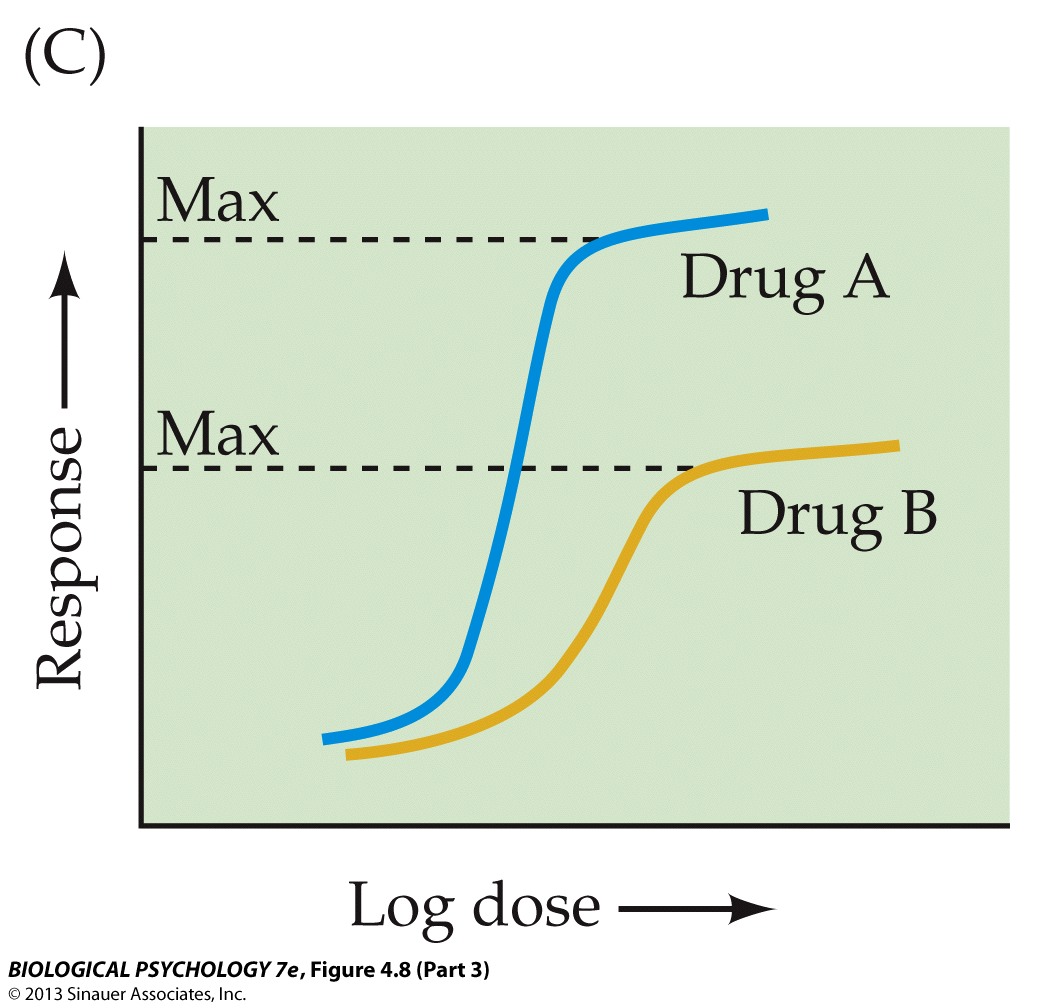 (C)
Max
Drug A
Max
Drug B
Response
Log dose
BIOLOGICAL PSYCHOLOGY 7e, Figure 4.8 (Part 3)
© 2013 Sinauer Associates, Inc.